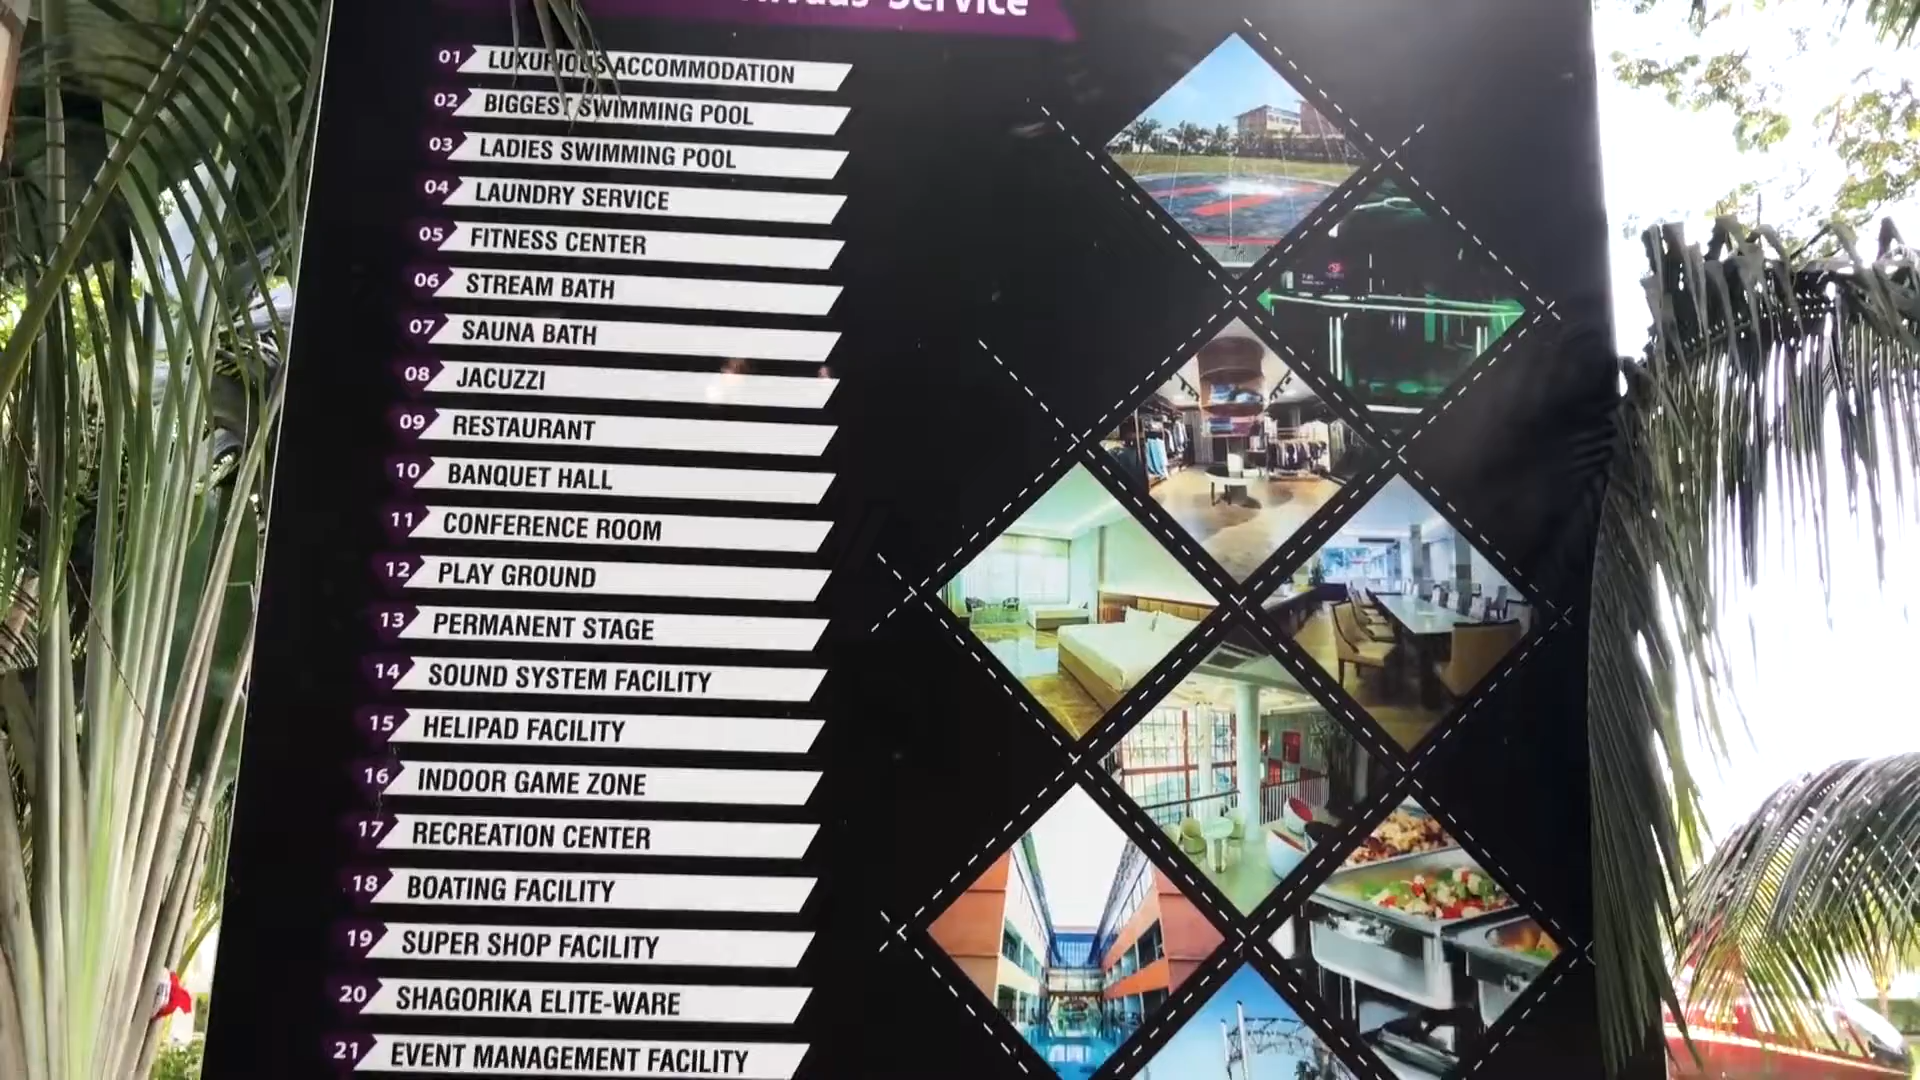 Service
01 LUXURIOUS ACCOMMODATION
02 BIGGEST SWIMMING POOL
03 LADIES SWIMMING POOL
04 LAUNDRY SERVICE
05 FITNESS CENTER
06 STREAM BATH
07 SAUNA BATH
08 JACUZZI
09 RESTAURANT
10 BANQUET HALL
11 CONFERENCE ROOM
12 PLAY GROUND
13 PERMANENT STAGE
14 SOUND SYSTEM FACILITY
15 HELIPAD FACILITY
16 INDOOR GAME ZONE
17 RECREATION CENTER
18 BOATING FACILITY
19 SUPER SHOP FACILITY
20 SHAGORIKA ELITE-WARE
21 EVENT MANAGEMENT FACILITY